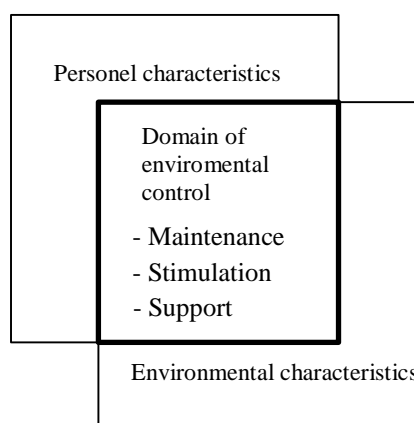 Personel characteristics
Domain of
enviromental
control
- Maintenance
- Stimulation
- Support
Environmental characteristics